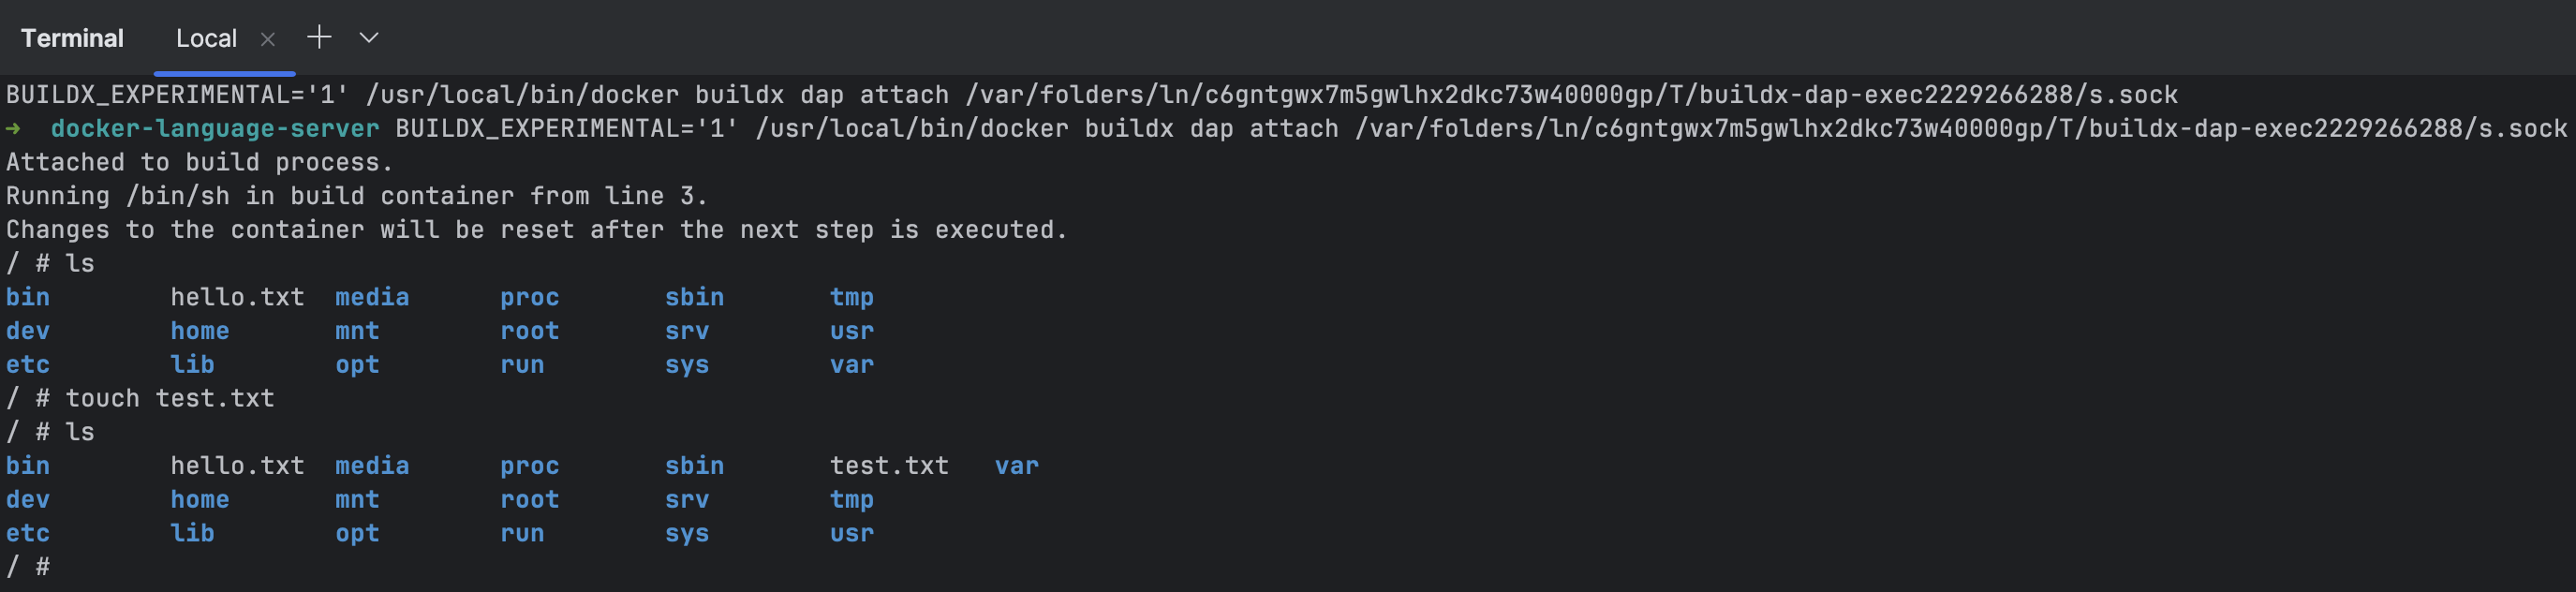 Terminal Local × + ⌄
BUILDX_EXPERIMENTAL='1' /usr/local/bin/docker buildx dap attach /var/folders/ln/c6gntgwx7m5gwlhx2dkc73w40000gp/T/buildx-dap-exec2229266288/s.sock
➜  docker-language-server BUILDX_EXPERIMENTAL='1' /usr/local/bin/docker buildx dap attach /var/folders/ln/c6gntgwx7m5gwlhx2dkc73w40000gp/T/buildx-dap-exec2229266288/s.sock
Attached to build process.
Running /bin/sh in build container from line 3.
Changes to the container will be reset after the next step is executed.
/ # ls
bin        hello.txt  media      proc       sbin       tmp
dev        home       mnt        root       srv        usr
etc        lib        opt        run        sys        var
/ # touch test.txt
/ # ls
bin        hello.txt  media      proc       sbin       test.txt   var
dev        home       mnt        root       srv        tmp
etc        lib        opt        run        sys        usr
/ #